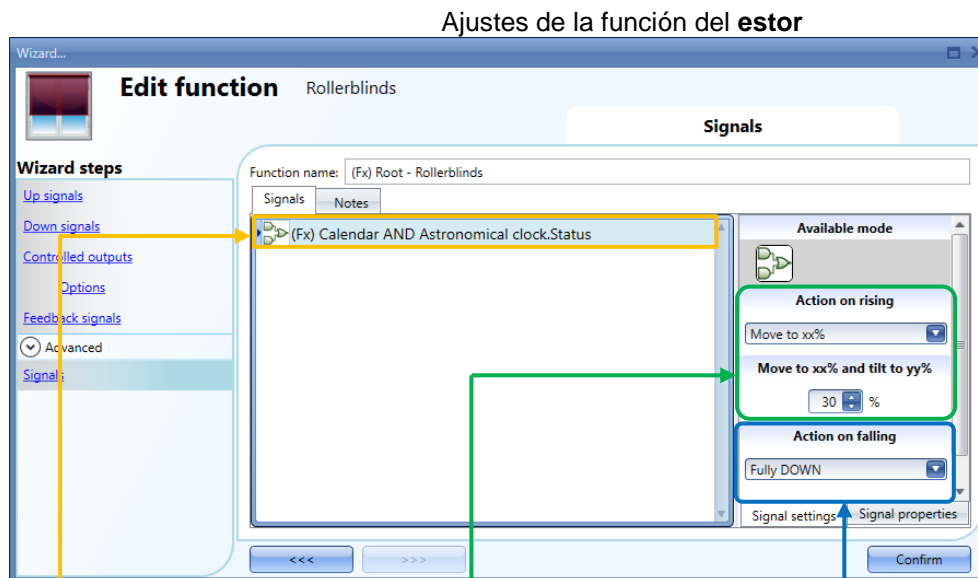 Ajustes de la función del estor
Wizard...
Edit function Rollerblinds
Signals
Wizard steps
Up signals
Down signals
Controlled outputs
Options
Feedback signals
Advanced
Signals
Function name: (Fx) Root - Rollerblinds
Signals Notes
(Fx) Calendar AND Astronomical clock.Status
Available mode
Action on rising
Move to xx%
Move to xx% and tilt to yy%
30 %
Action on falling
Fully DOWN
Signal settings Signal properties
<<< >>> Confirm